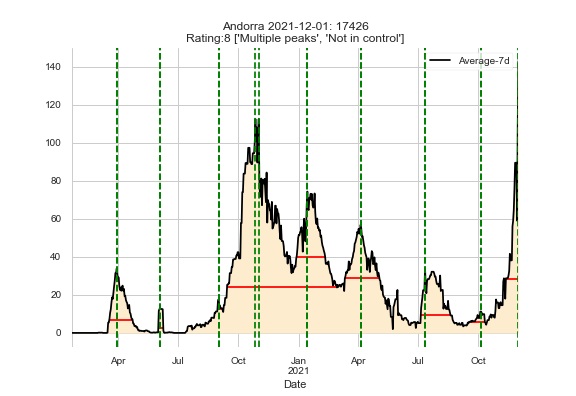 Andorra 2021-12-01: 17426
Rating:8 ['Multiple peaks', 'Not in control']
Average-7d
140
120
100
80
60
40
20
0
Apr Jul Oct Jan Apr Jul Oct
2021
Date